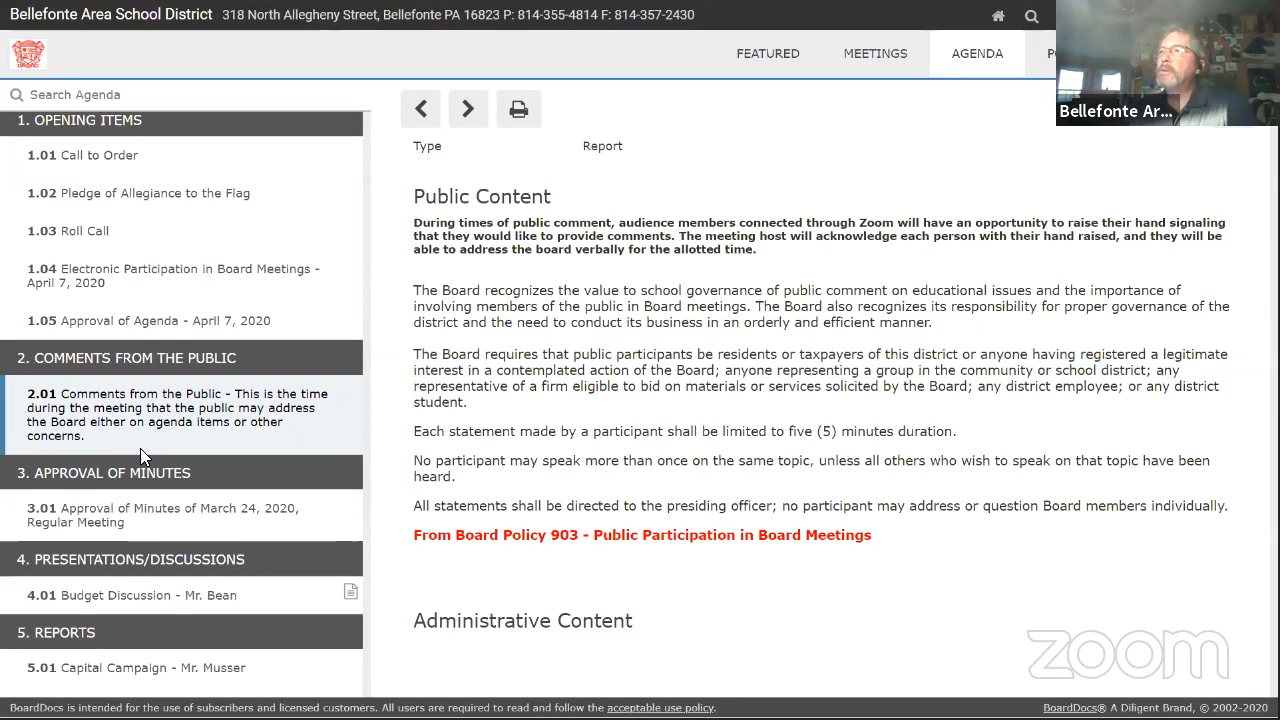 Bellefonte Area School District 318 North Allegheny Street, Bellefonte PA 16823 P: 814-355-4814 F: 814-357-2430
FEATURED MEETINGS AGENDA
Bellefonte Ar...
Search Agenda
1. OPENING ITEMS
1.01 Call to Order
1.02 Pledge of Allegiance to the Flag
1.03 Roll Call
1.04 Electronic Participation in Board Meetings -
April 7, 2020
1.05 Approval of Agenda - April 7, 2020
2. COMMENTS FROM THE PUBLIC
2.01 Comments from the Public - This is the time
during the meeting that the public may address
the Board either on agenda items or other
concerns.
3. APPROVAL OF MINUTES
3.01 Approval of Minutes of March 24, 2020,
Regular Meeting
4. PRESENTATIONS/DISCUSSIONS
4.01 Budget Discussion - Mr. Bean
5. REPORTS
5.01 Capital Campaign - Mr. Musser
Type Report
Public Content
During times of public comment, audience members connected through Zoom will have an opportunity to raise their hand signaling
that they would like to provide comments. The meeting host will acknowledge each person with their hand raised, and they will be
able to address the board verbally for the allotted time.
The Board recognizes the value to school governance of public comment on educational issues and the importance of
involving members of the public in Board meetings. The Board also recognizes its responsibility for proper governance of the
district and the need to conduct its business in an orderly and efficient manner.
The Board requires that public participants be residents or taxpayers of this district or anyone having registered a legitimate
interest in a contemplated action of the Board; anyone representing a group in the community or school district; any
representative of a firm eligible to bid on materials or services solicited by the Board; any district employee; or any district
student.
Each statement made by a participant shall be limited to five (5) minutes duration.
No participant may speak more than once on the same topic, unless all others who wish to speak on that topic have been
heard.
All statements shall be directed to the presiding officer; no participant may address or question Board members individually.
From Board Policy 903 - Public Participation in Board Meetings
Administrative Content
zoom
BoardDocs is intended for the use of subscribers and licensed customers. All users are required to read and follow the acceptable use policy.
BoardDocs® A Diligent Brand, © 2002-2020